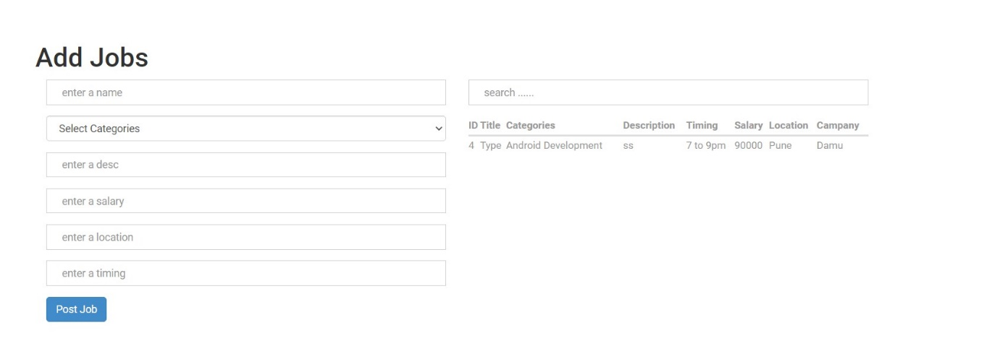 Add Jobs
enter a name
Select Categories
enter a desc
enter a salary
enter a location
enter a timing
Post Job
search ......
ID Title Categories Description Timing Salary Location Campany
4 Type Android Development ss 7 to 9pm 90000 Pune Damu